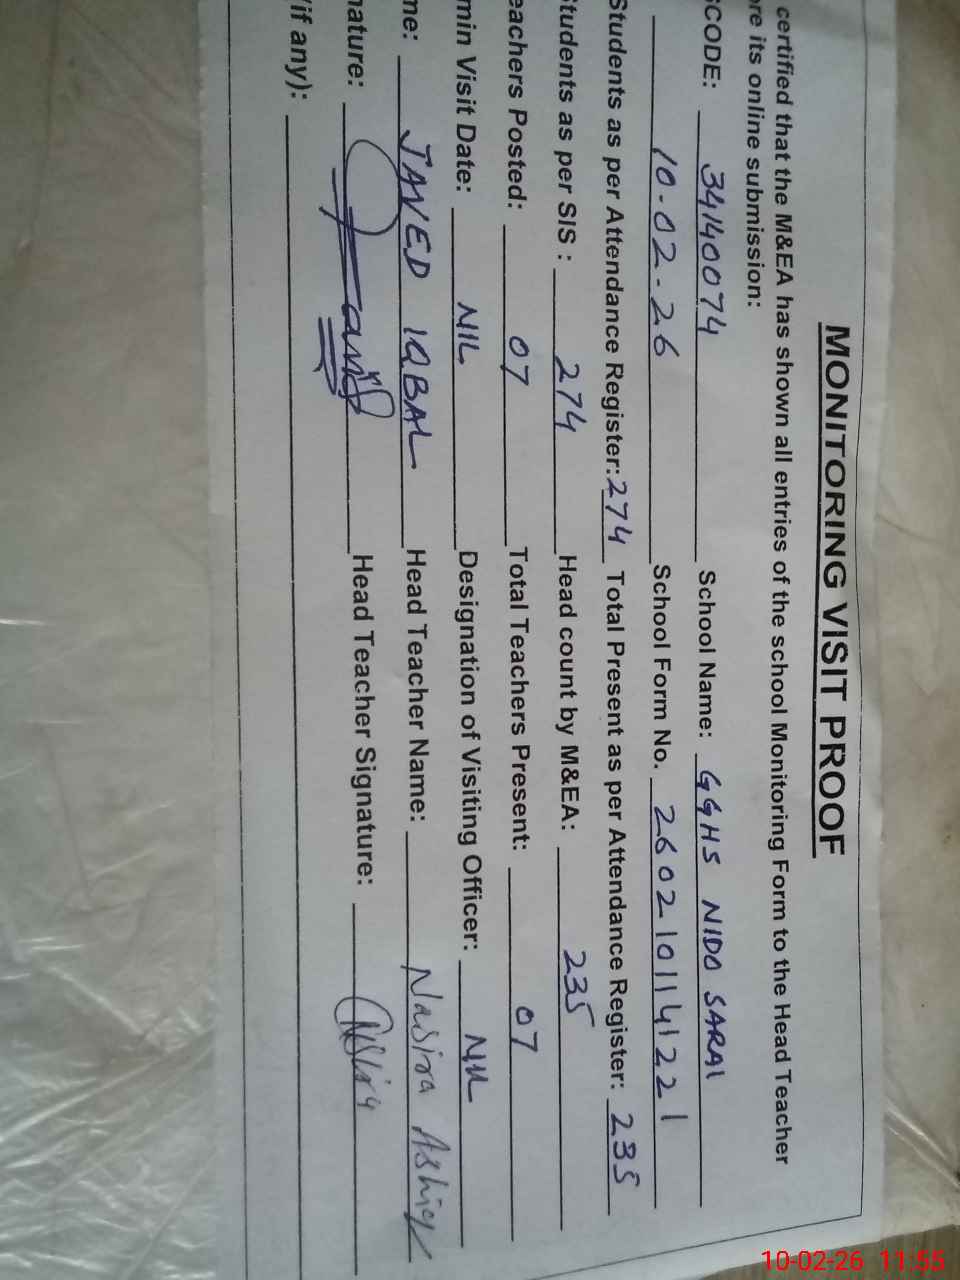 MONITORING VISIT PROOF
certified that the M&EA has shown all entries of the school Monitoring Form to the Head Teacher
re its online submission:
CODE: 34140074 School Name: GGHS NIDO SARAI
10-02-26 School Form No. 2602101141221
Students as per Attendance Register: 274 Total Present as per Attendance Register: 235
Students as per SIS : 274 Head count by M&EA: 235
eachers Posted: 07 Total Teachers Present: 07
min Visit Date: NIL Designation of Visiting Officer: NIL
me: JAVED IQBAL Head Teacher Name: Nasira Ashiq
nature: Head Teacher Signature:
(if any):
10-02-26 11:55